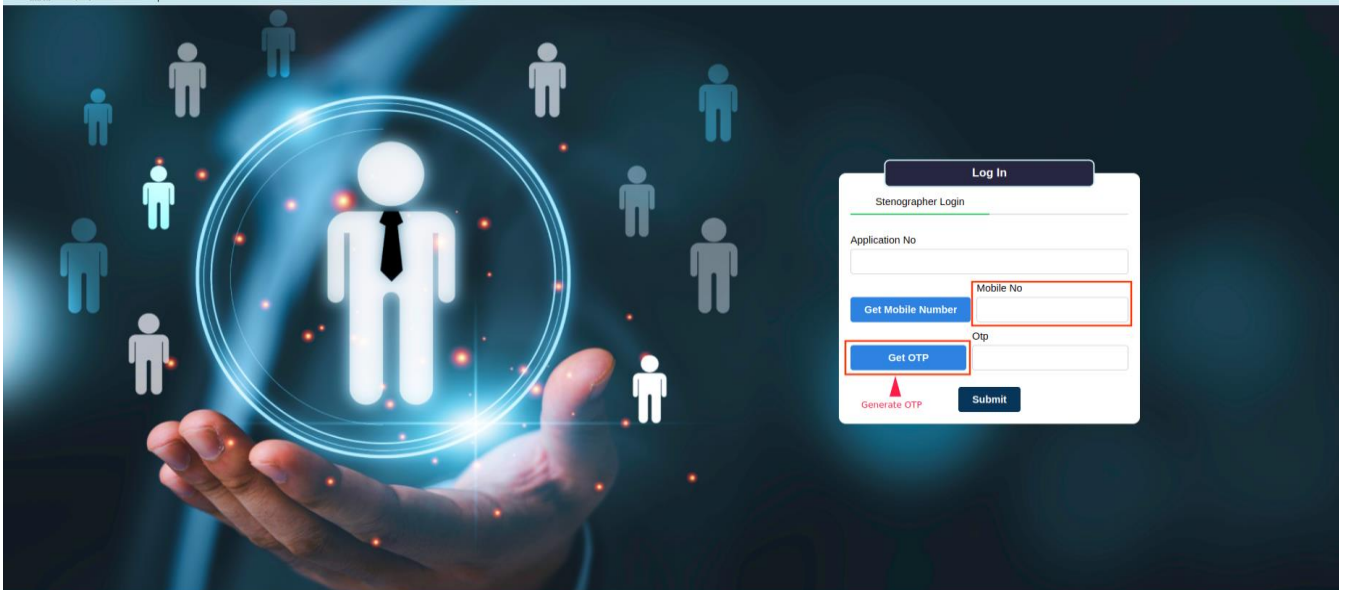 Log In
Stenographer Login
Application No
Mobile No
Get Mobile Number
Otp
Get OTP
Generate OTP
Submit